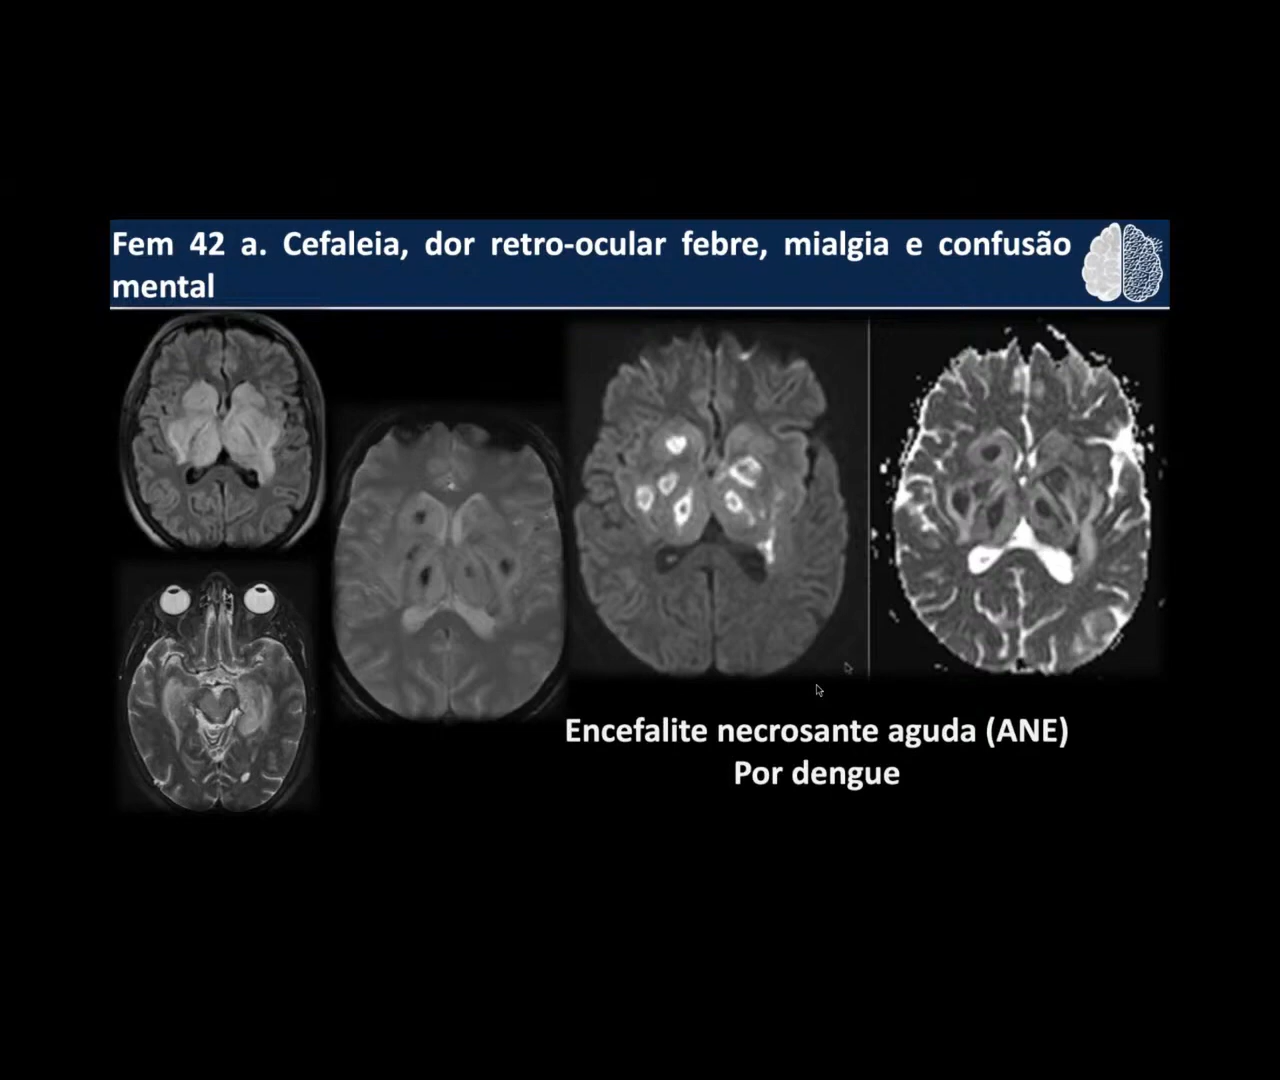 Fem 42 a. Cefaleia, dor retro-ocular febre, mialgia e confusão
mental
Encefalite necrosante aguda (ANE)
Por dengue